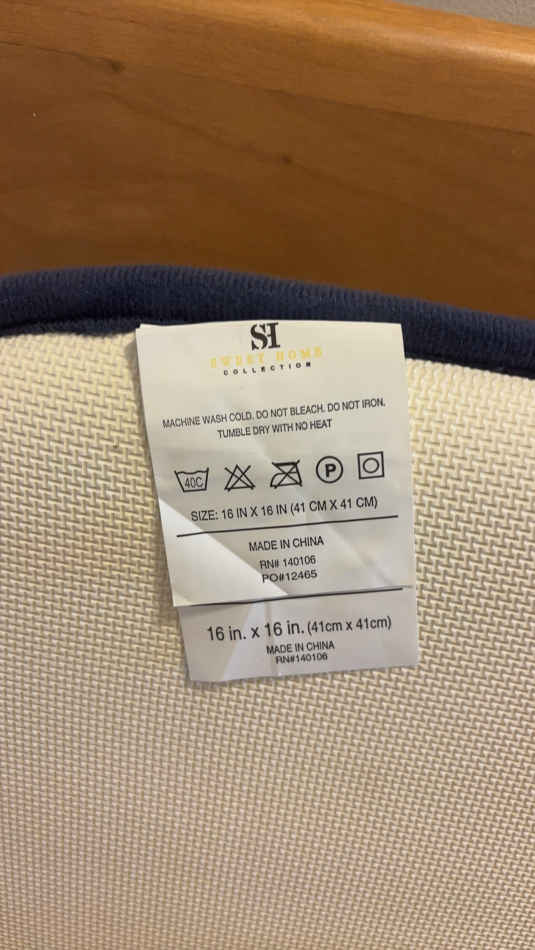 SH
SWEET HOME
COLLECTION
MACHINE WASH COLD. DO NOT BLEACH. DO NOT IRON.
TUMBLE DRY WITH NO HEAT
40C P
SIZE: 16 IN X 16 IN (41 CM X 41 CM)
MADE IN CHINA
RN# 140106
PO#12465
16 in. x 16 in. (41cm x 41cm)
MADE IN CHINA
RN#140106